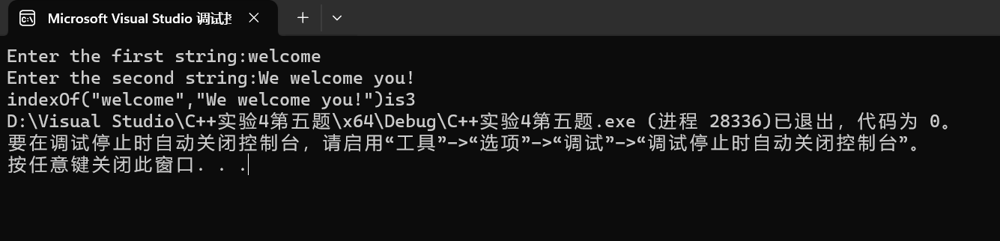 Microsoft Visual Studio 调试
Enter the first string:welcome
Enter the second string:We welcome you!
indexOf("welcome","We welcome you!")is3
D:\Visual Studio\C++实验4第五题\x64\Debug\C++实验4第五题.exe (进程 28336)已退出，代码为 0。
要在调试停止时自动关闭控制台，请启用“工具”->“选项”->“调试”->“调试停止时自动关闭控制台”。
按任意键关闭此窗口. . .